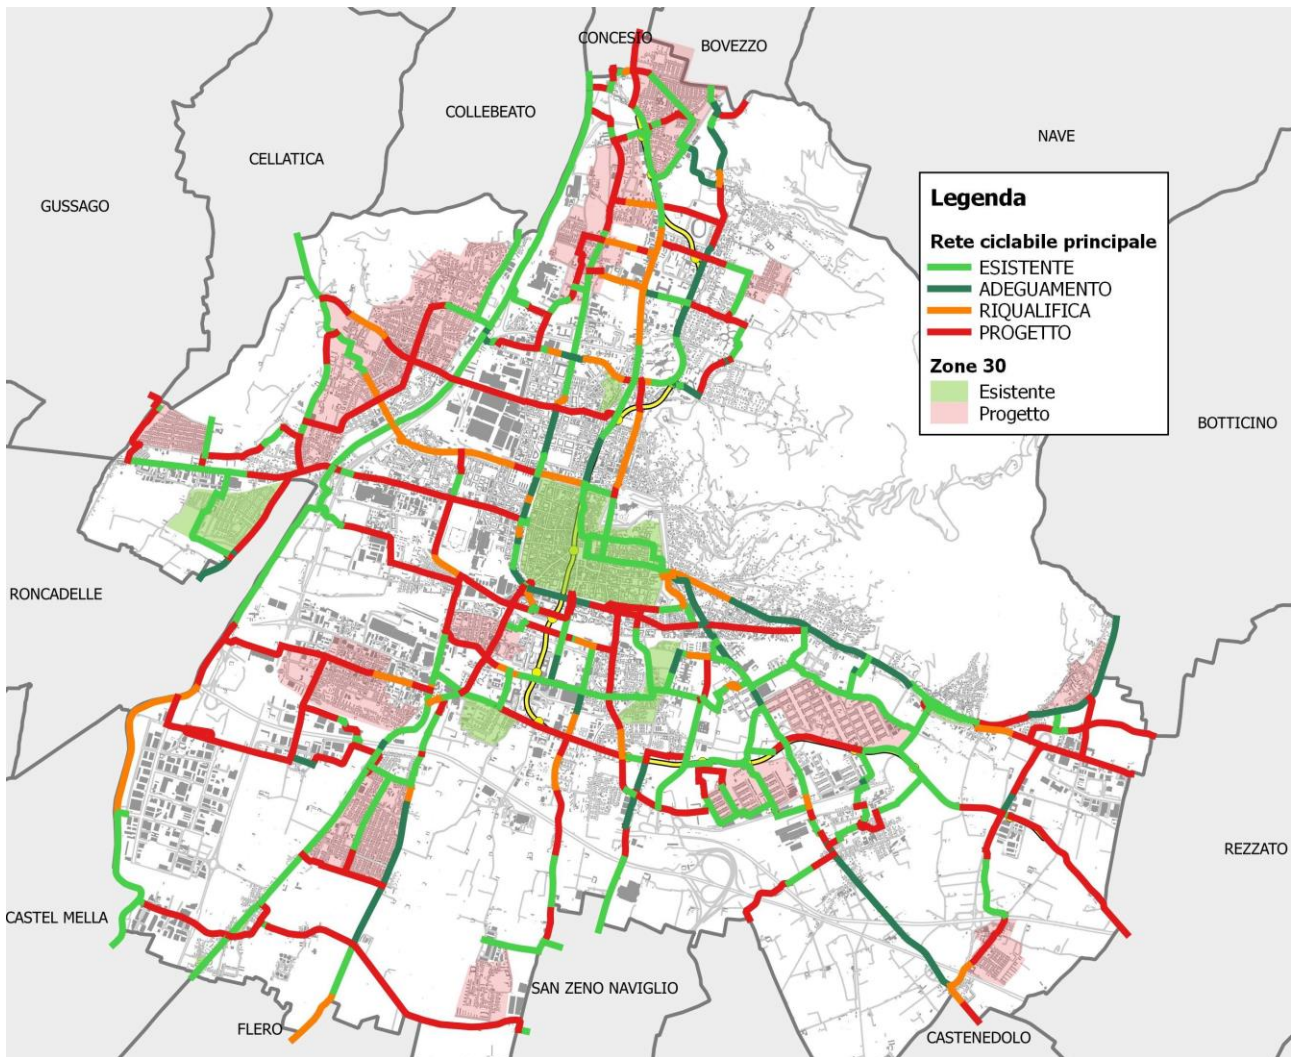 CONCESIO
BOVEZZO
COLLEBEATO
NAVE
CELLATICA
GUSSAGO
Legenda
Rete ciclabile principale
ESISTENTE
ADEGUAMENTO
RIQUALIFICA
PROGETTO
Zone 30
Esistente
Progetto
BOTTICINO
RONCADELLE
REZZATO
CASTEL MELLA
SAN ZENO NAVIGLIO
FLERO
CASTENEDOLO